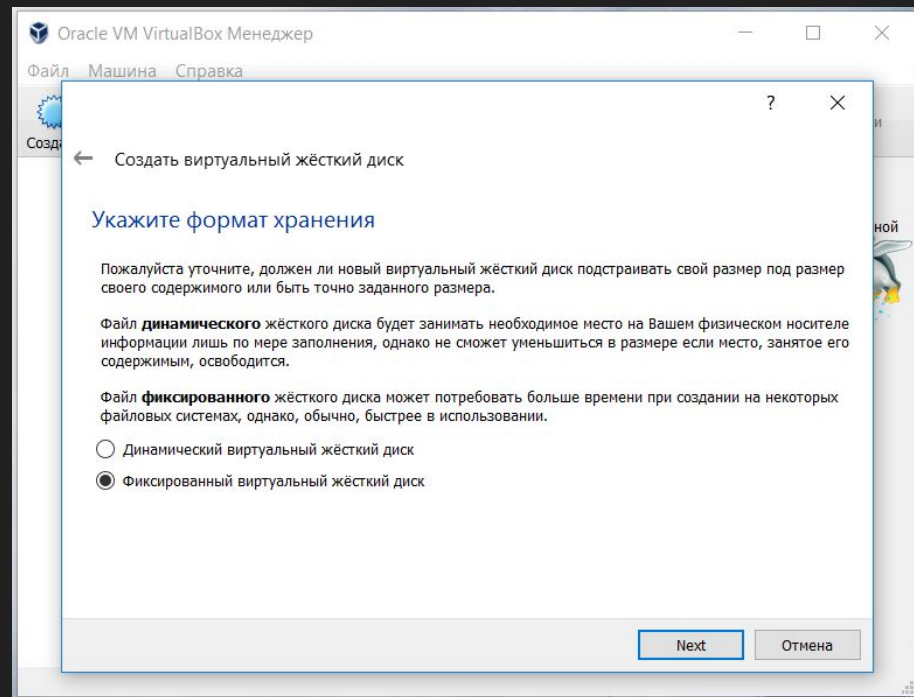 Oracle VM VirtualBox Менеджер
Файл Машина Справка
?
Созда
и
Создать виртуальный жёсткий диск
Укажите формат хранения
ной
Пожалуйста уточните, должен ли новый виртуальный жёсткий диск подстраивать свой размер под размер
своего содержимого или быть точно заданного размера.
Файл динамического жёсткого диска будет занимать необходимое место на Вашем физическом носителе
информации лишь по мере заполнения, однако не сможет уменьшиться в размере если место, занятое его
содержимым, освободится.
Файл фиксированного жёсткого диска может потребовать больше времени при создании на некоторых
файловых системах, однако, обычно, быстрее в использовании.
Динамический виртуальный жёсткий диск
Фиксированный виртуальный жёсткий диск
Next Отмена